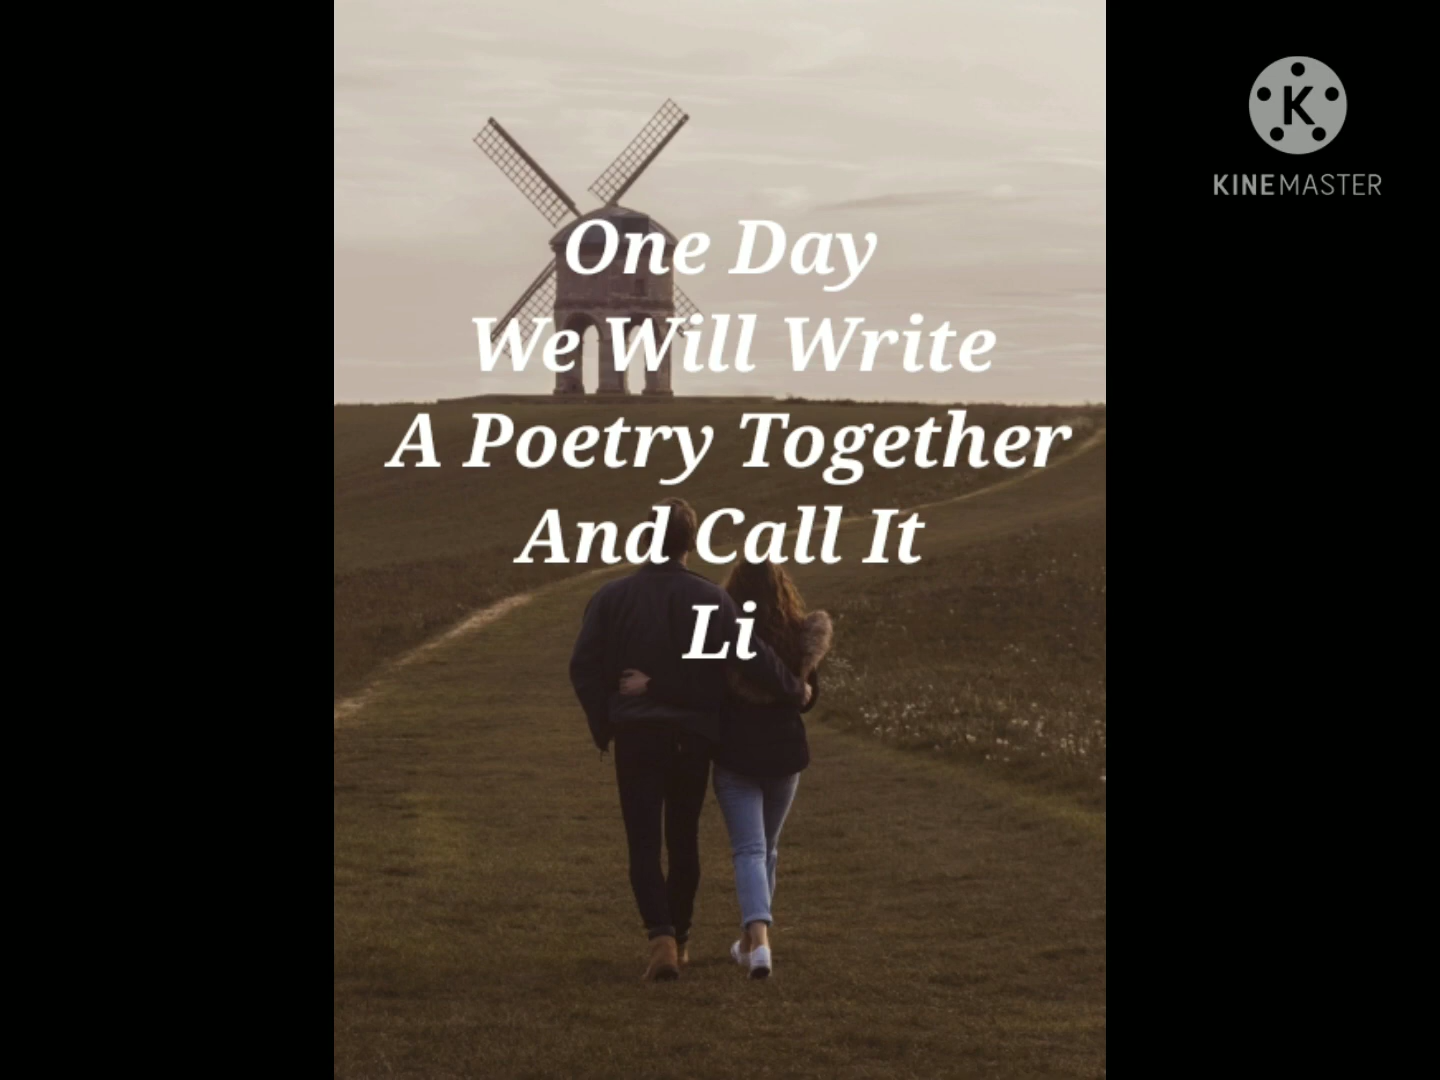 One Day
We Will Write
A Poetry Together
And Call It
Li
K
KINEMASTER